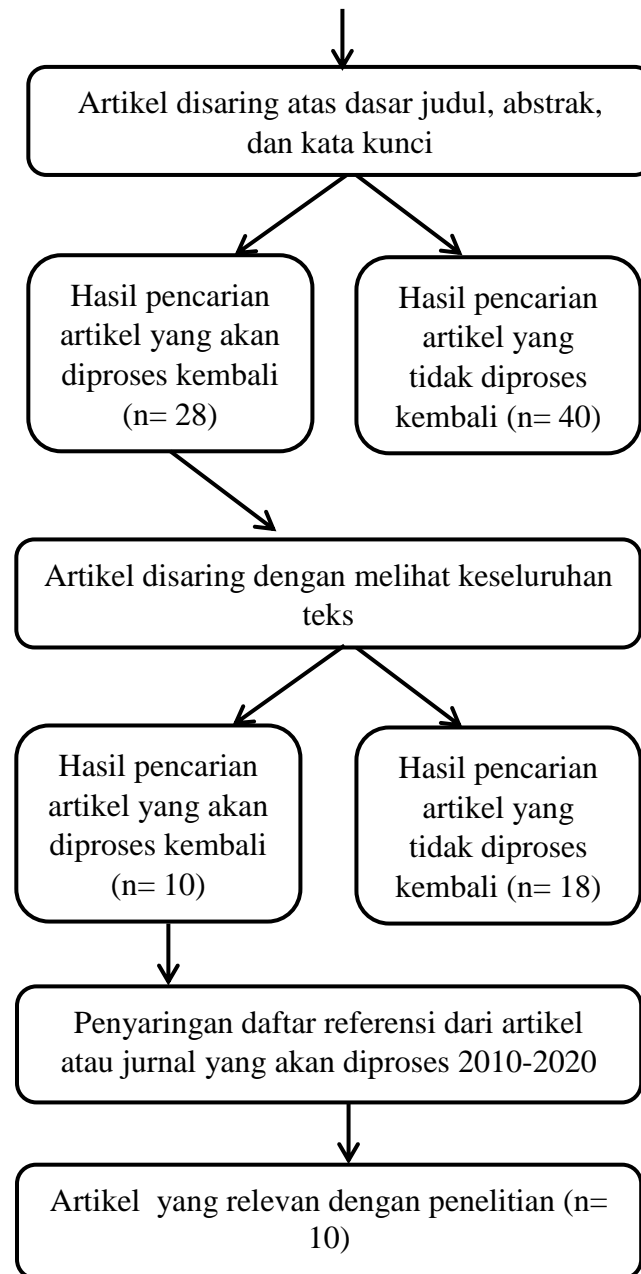 Artikel disaring atas dasar judul, abstrak,
dan kata kunci
Hasil pencarian
artikel yang akan
diproses kembali
(n= 28)
Hasil pencarian
artikel yang
tidak diproses
kembali (n= 40)
Artikel disaring dengan melihat keseluruhan
teks
Hasil pencarian
artikel yang akan
diproses kembali
(n= 10)
Hasil pencarian
artikel yang
tidak diproses
kembali (n= 18)
Penyaringan daftar referensi dari artikel
atau jurnal yang akan diproses 2010-2020
Artikel  yang relevan dengan penelitian (n=
10)